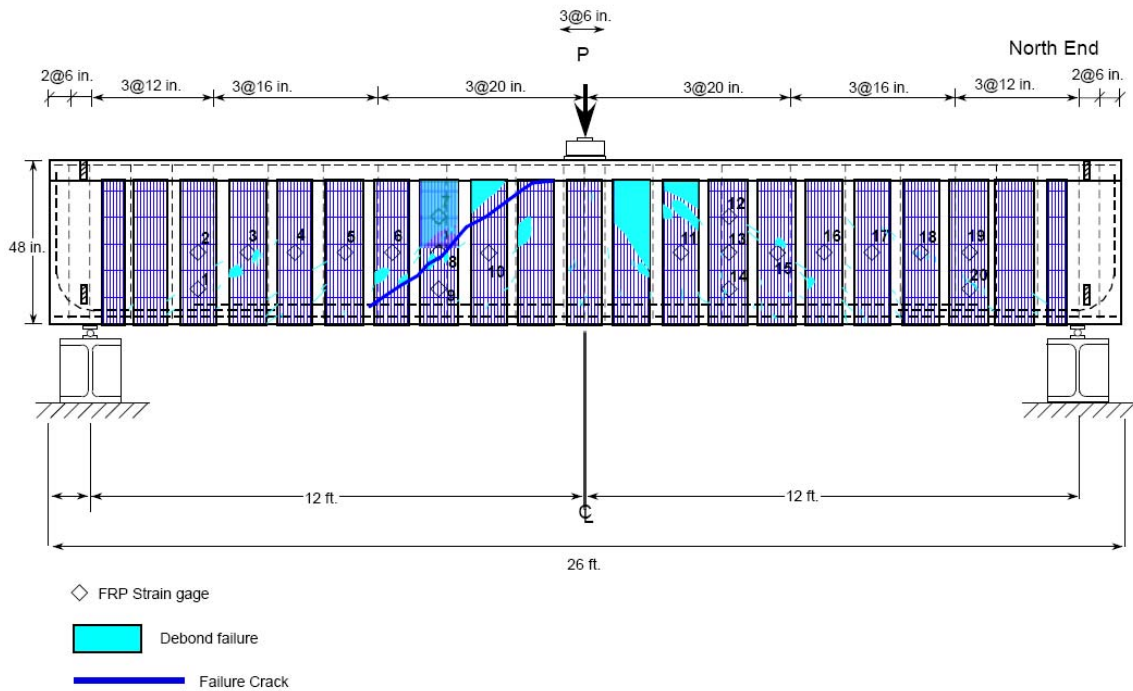 3@6 in.
P
North End
2@6 in.
3@12 in.
3@16 in.
3@20 in.
3@20 in.
3@16 in.
3@12 in.
2@6 in.
48 in.
7
12
2
3
4
5
6
8
10
11
13
15
16
17
18
19
1
9
14
20
12 ft.
12 ft.
CL
26 ft.
FRP Strain gage
Debond failure
Failure Crack